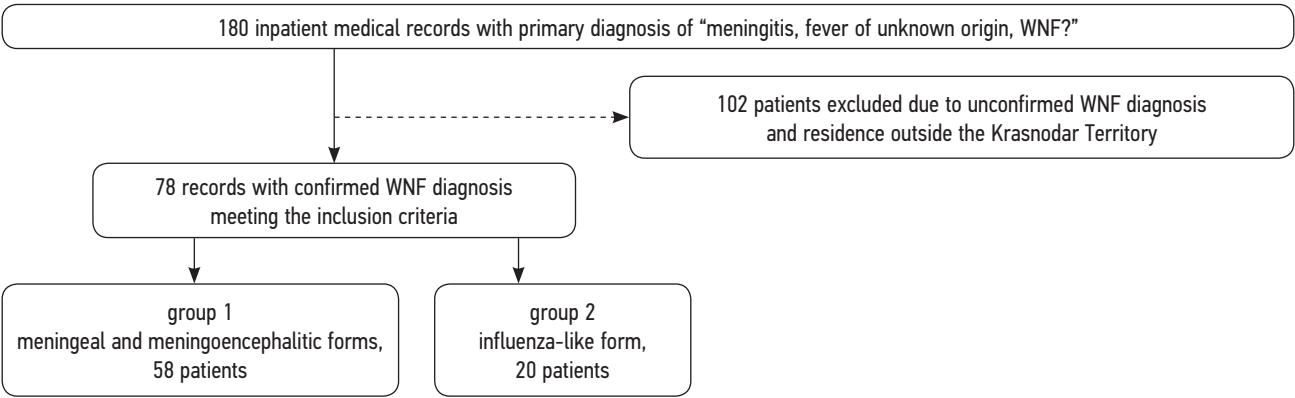 180 inpatient medical records with primary diagnosis of “meningitis, fever of unknown origin, WNF?”
102 patients excluded due to unconfirmed WNF diagnosis
and residence outside the Krasnodar Territory
78 records with confirmed WNF diagnosis
meeting the inclusion criteria
group 1
meningeal and meningoencephalitic forms,
58 patients
group 2
influenza-like form,
20 patients